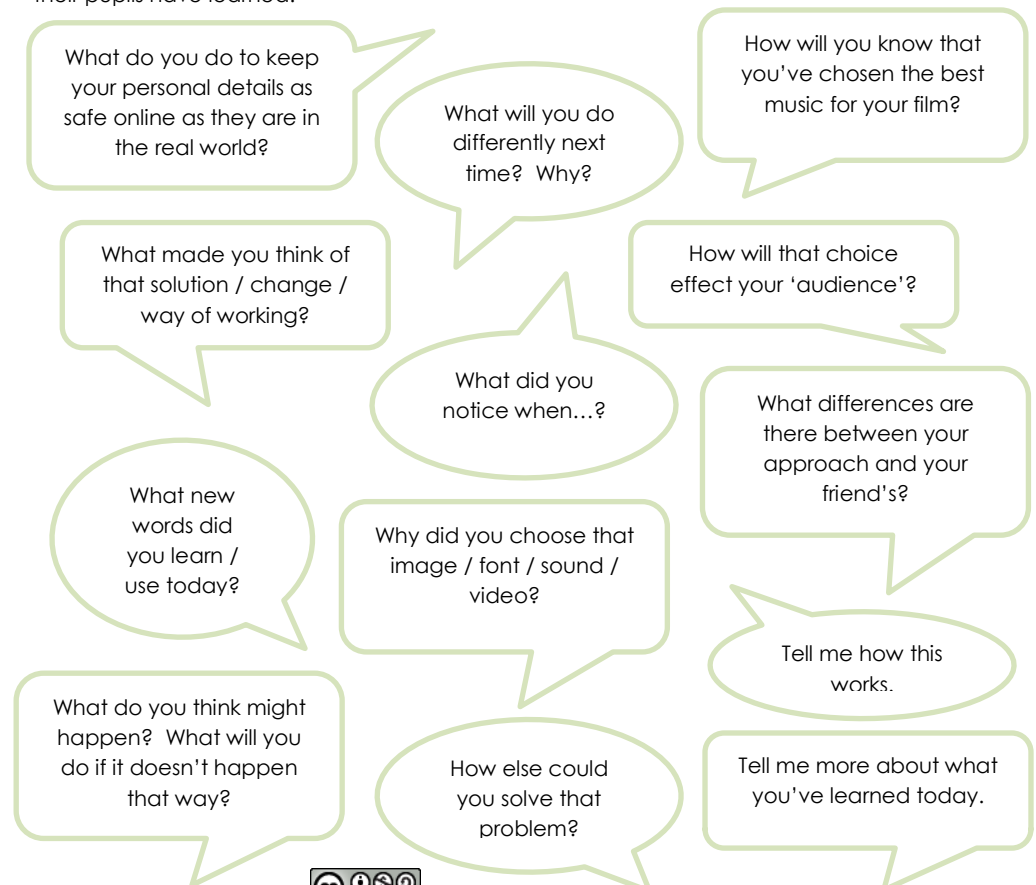 their pupils have learned.
What do you do to keep
your personal details as
safe online as they are in
the real world?
What will you do
differently next
time?  Why?
How will you know that
you've chosen the best
music for your film?
What made you think of
that solution / change /
way of working?
How will that choice
effect your 'audience'?
What did you
notice when…?
What differences are
there between your
approach and your
friend's?
What new
words did
you learn /
use today?
Why did you choose that
image / font / sound /
video?
Tell me how this
works.
What do you think might
happen?  What will you
do if it doesn't happen
that way?
How else could
you solve that
problem?
Tell me more about what
you've learned today.